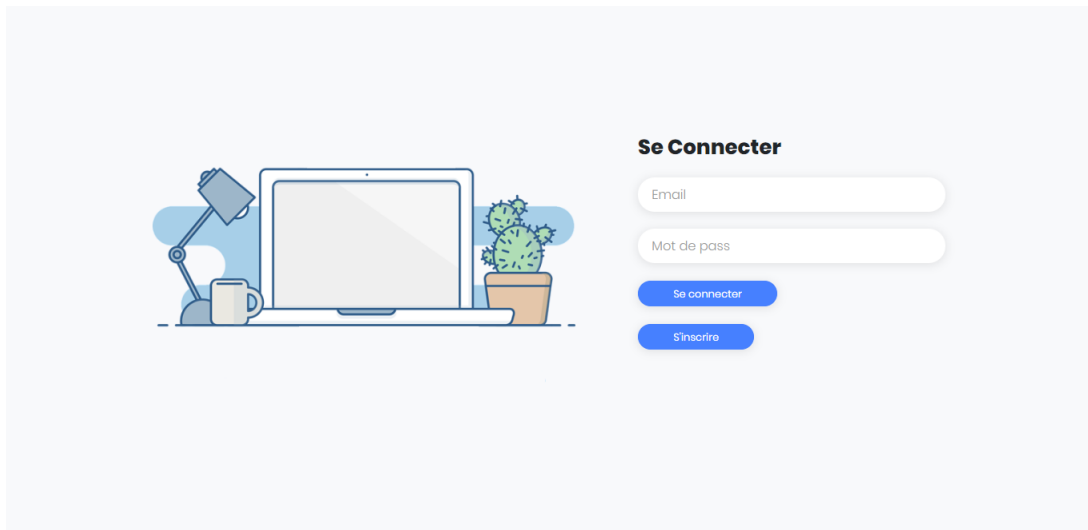 Se Connecter
Email
Mot de pass
Se connecter
S'inscrire